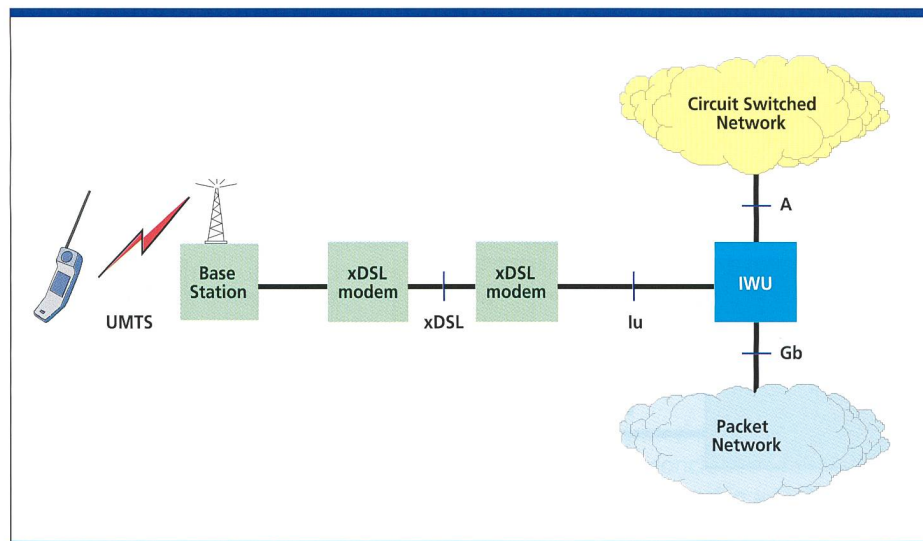 Circuit Switched
Network
A
Base
Station
xDSL
modem
xDSL
modem
IWU
UMTS
xDSL
Iu
Gb
Packet
Network